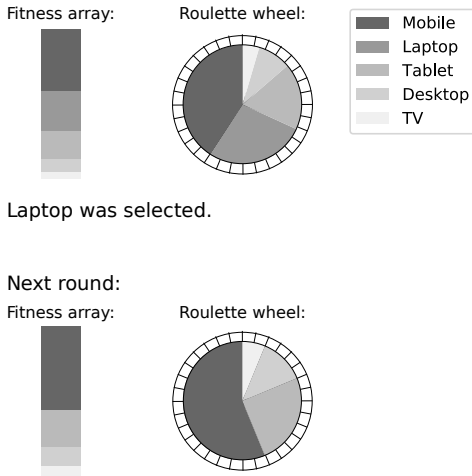 Fitness array:
Roulette wheel:
Mobile
Laptop
Tablet
Desktop
TV
Laptop was selected.
Next round:
Fitness array:
Roulette wheel: